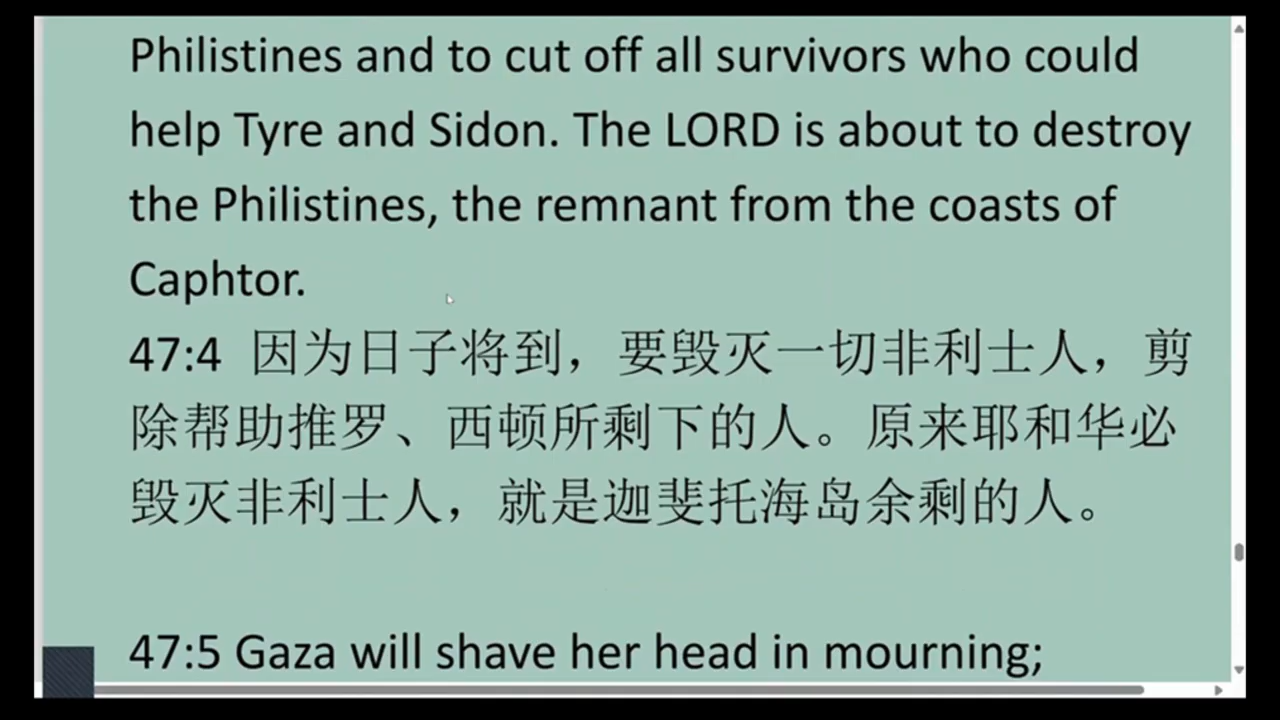 Philistines and to cut off all survivors who could
help Tyre and Sidon. The LORD is about to destroy
the Philistines, the remnant from the coasts of
Caphtor.
47:4 因为日子将到，要毁灭一切非利士人，剪
除帮助推罗、西顿所剩下的人。原来耶和华必
毁灭非利士人，就是迦斐托海岛余剩的人。
47:5 Gaza will shave her head in mourning;